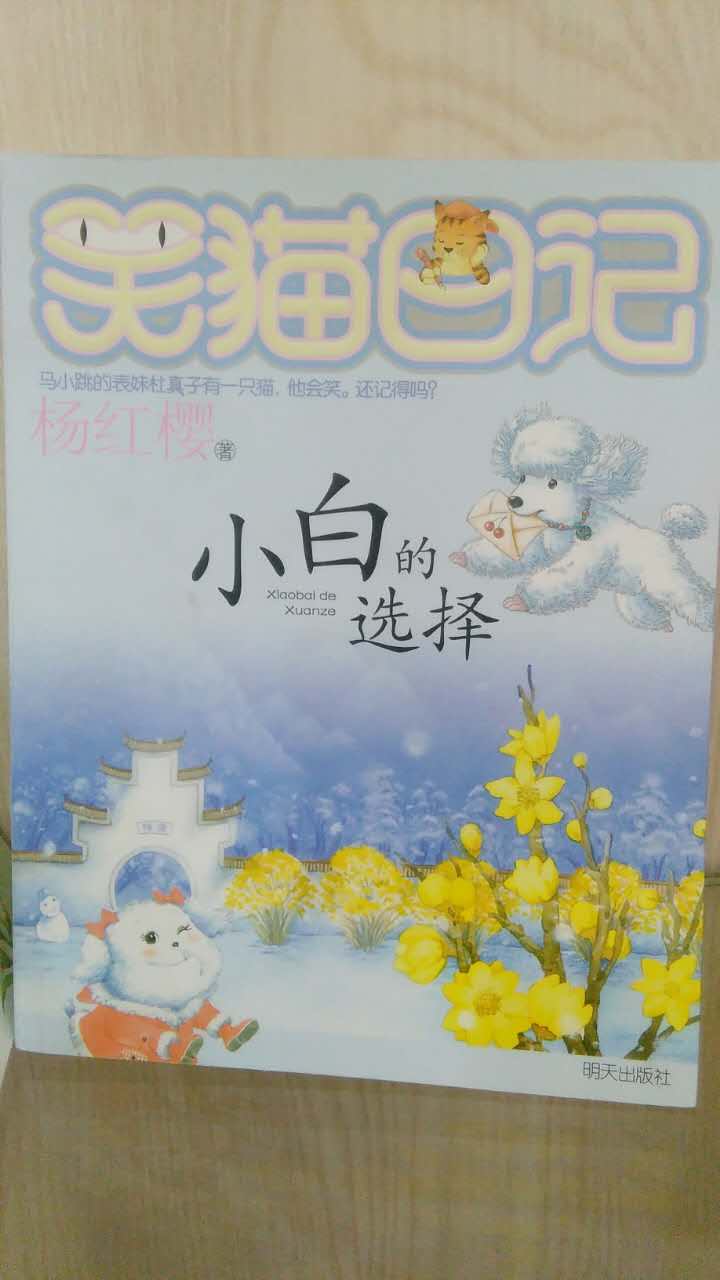 笑猫日记
马小跳的表妹杜真子有一只猫，他会笑。还记得吗？
杨红樱 著
小白的
Xiaobai de
Xuanze
选择
明天出版社